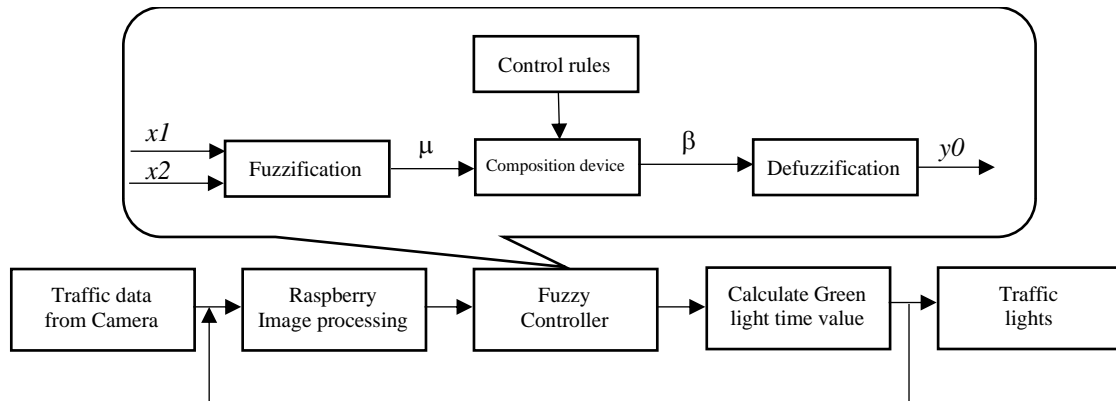 Control rules
x1
x2
Fuzzification
μ
Composition device
β
Defuzzification
y0
Traffic data
from Camera
Raspberry
Image processing
Fuzzy
Controller
Calculate Green
light time value
Traffic
lights